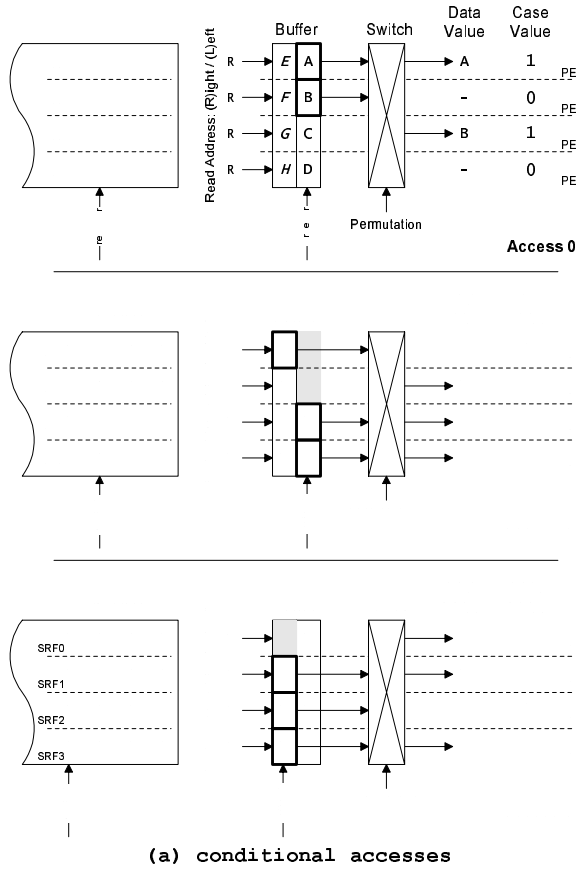 Buffer Switch Data Value Case Value
Read Address: (R)ight / (L)eft
R E A A 1 PE
R F B - 0 PE
R G C B 1 PE
R H D - 0 PE
Permutation
Access 0
SRF0
SRF1
SRF2
SRF3
(a) conditional accesses